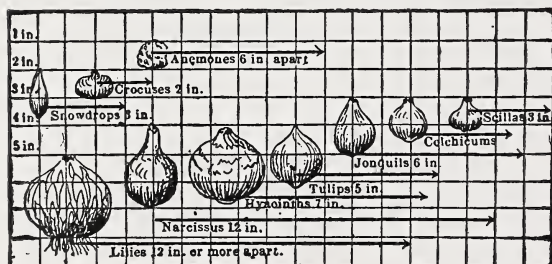 1 in.
Anemones 6 in. apart
2 in.
Crocuses 2 in.
3 in.
Snowdrops 3 in.
Scillas 3 in.
4 in.
Colchicums
5 in.
Jonquils 6 in.
Tulips 5 in.
Hyacinths 7 in.
Narcissus 12 in.
Lilies 12 in. or more apart.